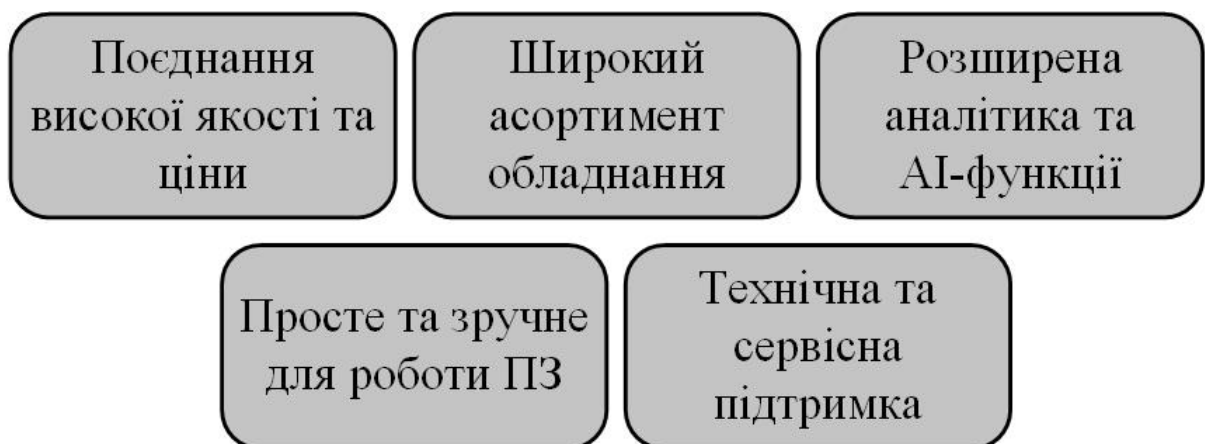 Поєднання
високої якості та
ціни
Широкий
асортимент
обладнання
Розширена
аналітика та
AI-функції
Просте та зручне
для роботи ПЗ
Технічна та
сервісна
підтримка